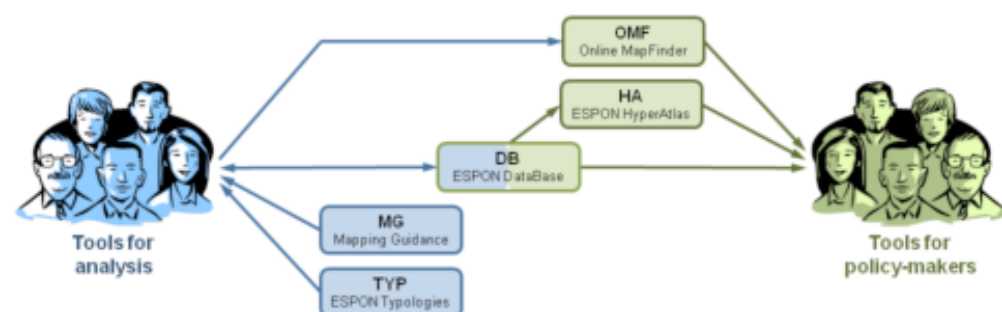 OMF
Online MapFinder
HA
ESPON HyperAtlas
DB
ESPON DataBase
MG
Mapping Guidance
TYP
ESPON Typologies
Tools for
analysis
Tools for
policy-makers